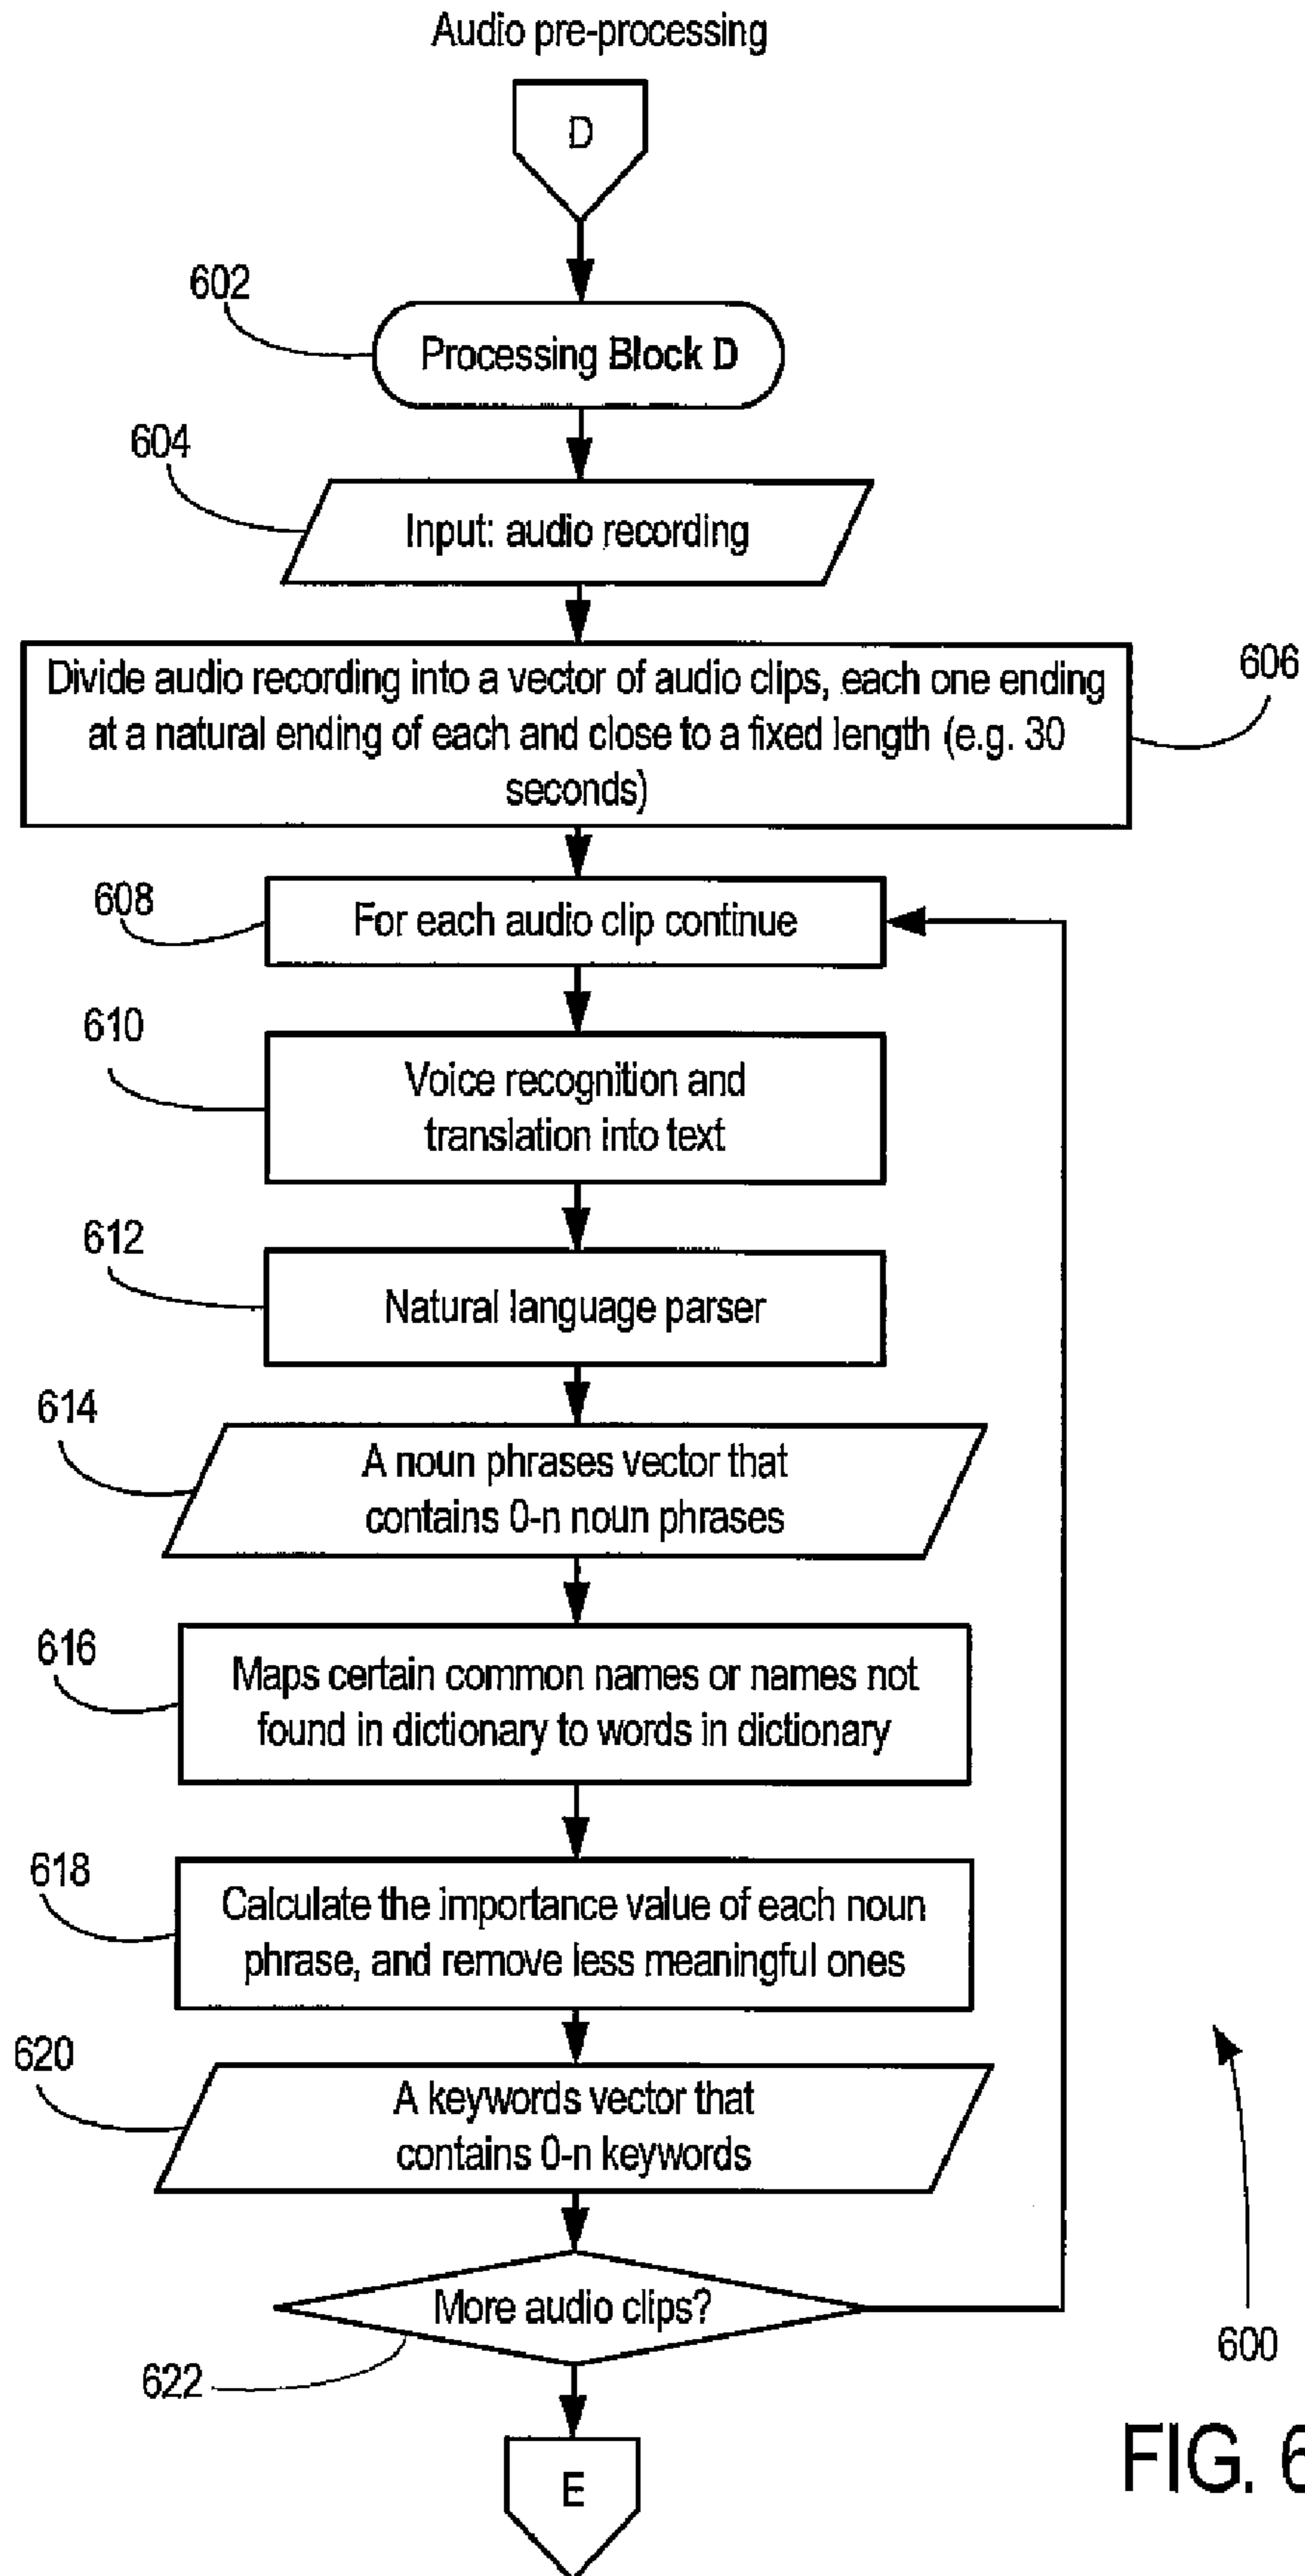 Audio pre-processing
D
602
Processing Block D
604
Input: audio recording
606
Divide audio recording into a vector of audio clips, each one ending
at a natural ending of each and close to a fixed length (e.g. 30
seconds)
608
For each audio clip continue
610
Voice recognition and
translation into text
612
Natural language parser
614
A noun phrases vector that
contains 0-n noun phrases
616
Maps certain common names or names not
found in dictionary to words in dictionary
618
Calculate the importance value of each noun
phrase, and remove less meaningful ones
620
A keywords vector that
contains 0-n keywords
More audio clips?
622
600
E
FIG. 6